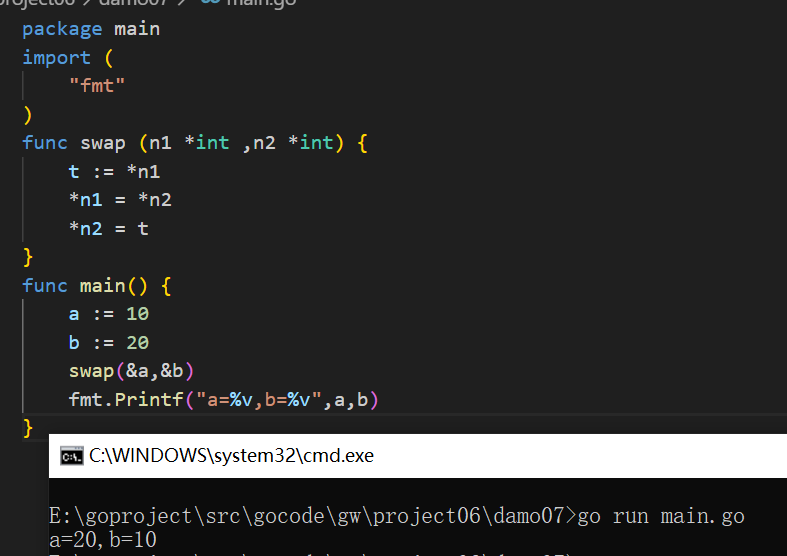 project06 > damo07 > main.go
package main
import (
"fmt"
)
func swap (n1 *int ,n2 *int) {
t := *n1
*n1 = *n2
*n2 = t
}
func main() {
a := 10
b := 20
swap(&a,&b)
fmt.Printf("a=%v,b=%v",a,b)
}
C:\WINDOWS\system32\cmd.exe
E:\goproject\src\gocode\gw\project06\damo07>go run main.go
a=20,b=10